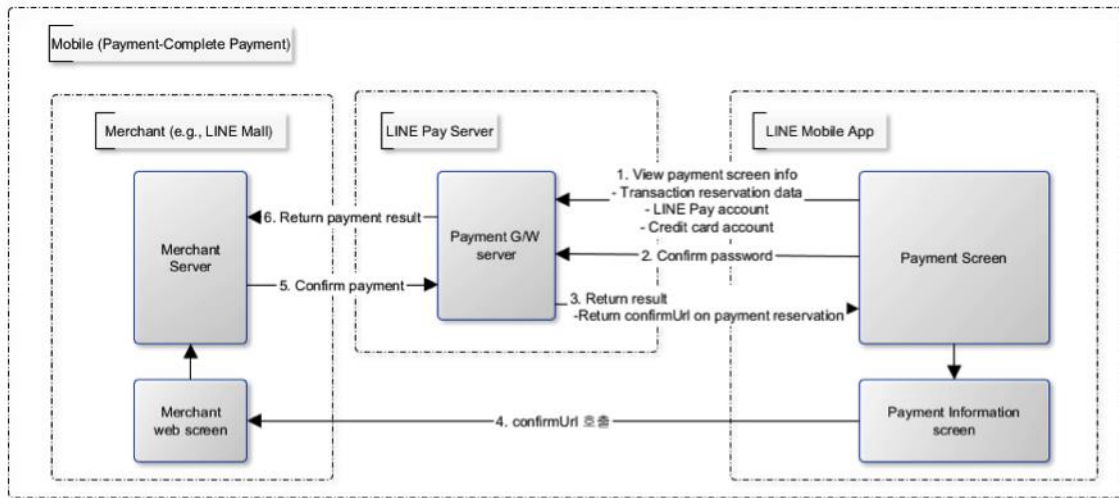 Mobile (Payment-Complete Payment)
Merchant (e.g., LINE Mall)
LINE Pay Server
LINE Mobile App
1. View payment screen info
- Transaction reservation data
- LINE Pay account
- Credit card account
6. Return payment result
Merchant
Server
Payment G/W
server
2. Confirm password
Payment Screen
5. Confirm payment
3. Return result
-Return confirmUrl on payment reservation
Merchant
web screen
4. confirmUrl 호출
Payment Information
screen